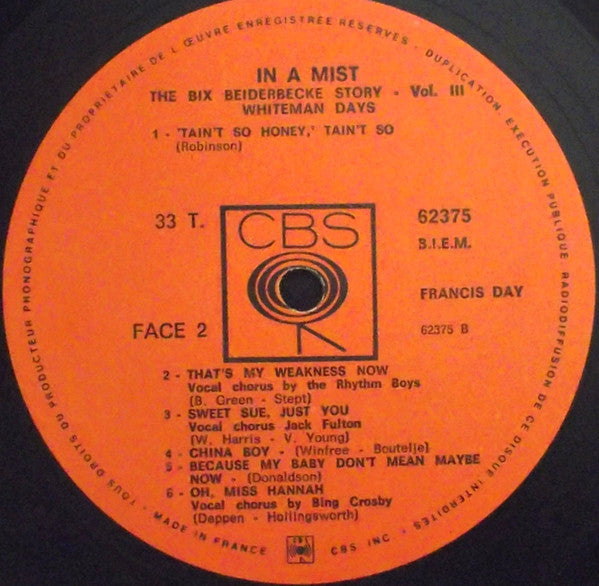 TOUS DROITS DU PRODUCTEUR PHONOGRAPHIQUE ET DU PROPRIETAIRE DE L'ŒUVRE ENREGISTRÉE RÉSERVÉS - DUPLICATION, EXECUTION PUBLIQUE RADIODIFFUSION DE CE DISQUE INTERDITES
IN A MIST
THE BIX BEIDERBECKE STORY - Vol. III
WHITEMAN DAYS
1 - 'TAIN'T SO HONEY,' TAIN'T SO
(Robinson)
33 T.
CBS
62375
B.I.E.M.
FRANCIS DAY
FACE 2
62375 B
2 - THAT'S MY WEAKNESS NOW
Vocal chorus by the Rhythm Boys
(B. Green - Stept)
3 - SWEET SUE, JUST YOU
Vocal chorus Jack Fulton
(W. Harris - V. Young)
4 - CHINA BOY - (Winfree - Boutelje)
5 - BECAUSE MY BABY DON'T MEAN MAYBE
NOW - (Donaldson)
6 - OH, MISS HANNAH
Vocal chorus by Bing Crosby
(Deppen - Hollingsworth)
- MADE IN FRANCE
CBS
CBS INC -